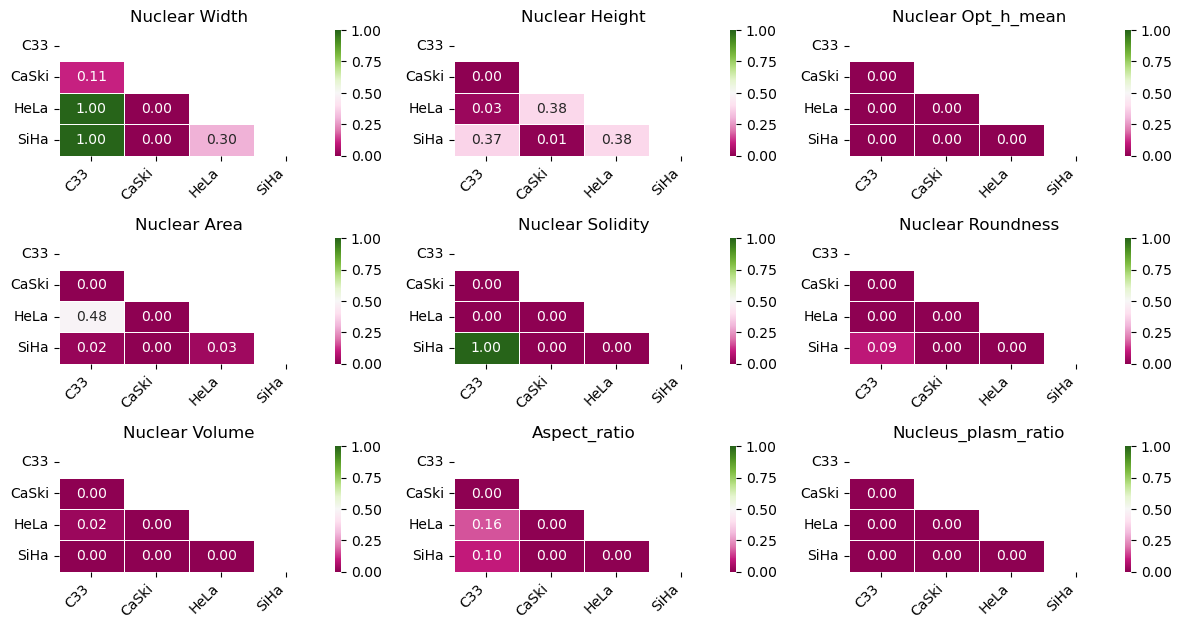 Nuclear Width
C33
CaSki
HeLa
SiHa
0.11
1.00 0.00
1.00 0.00 0.30
C33 CaSki HeLa SiHa
1.00
0.75
0.50
0.25
0.00
Nuclear Height
C33
CaSki
HeLa
SiHa
0.00
0.03 0.38
0.37 0.01 0.38
C33 CaSki HeLa SiHa
1.00
0.75
0.50
0.25
0.00
Nuclear Opt_h_mean
C33
CaSki
HeLa
SiHa
0.00
0.00 0.00
0.00 0.00 0.00
C33 CaSki HeLa SiHa
1.00
0.75
0.50
0.25
0.00
Nuclear Area
C33
CaSki
HeLa
SiHa
0.00
0.48 0.00
0.02 0.00 0.03
C33 CaSki HeLa SiHa
1.00
0.75
0.50
0.25
0.00
Nuclear Solidity
C33
CaSki
HeLa
SiHa
0.00
0.00 0.00
1.00 0.00 0.00
C33 CaSki HeLa SiHa
1.00
0.75
0.50
0.25
0.00
Nuclear Roundness
C33
CaSki
HeLa
SiHa
0.00
0.00 0.00
0.09 0.00 0.00
C33 CaSki HeLa SiHa
1.00
0.75
0.50
0.25
0.00
Nuclear Volume
C33
CaSki
HeLa
SiHa
0.00
0.02 0.00
0.00 0.00 0.00
C33 CaSki HeLa SiHa
1.00
0.75
0.50
0.25
0.00
Aspect_ratio
C33
CaSki
HeLa
SiHa
0.00
0.16 0.00
0.10 0.00 0.00
C33 CaSki HeLa SiHa
1.00
0.75
0.50
0.25
0.00
Nucleus_plasm_ratio
C33
CaSki
HeLa
SiHa
0.00
0.00 0.00
0.00 0.00 0.00
C33 CaSki HeLa SiHa
1.00
0.75
0.50
0.25
0.00